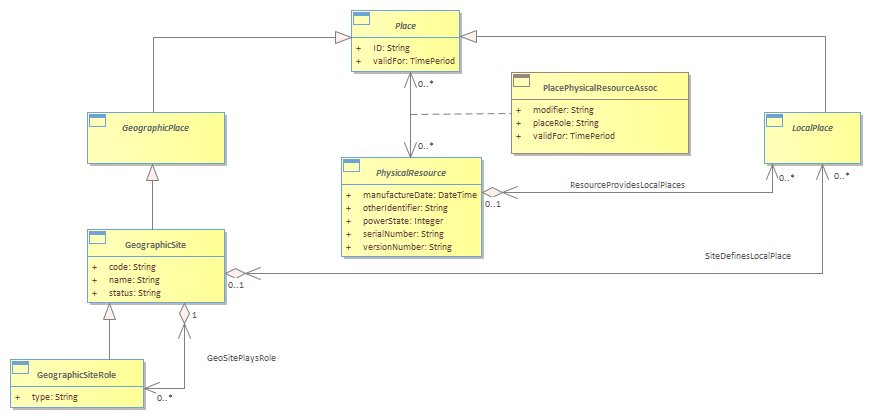 Place
+ ID: String
+ validFor: TimePeriod
0..*
PlacePhysicalResourceAssoc
+ modifier: String
+ placeRole: String
+ validFor: TimePeriod
GeographicPlace
LocalPlace
0..*
PhysicalResource
+ manufactureDate: DateTime
+ otherIdentifier: String
+ powerState: Integer
+ serialNumber: String
+ versionNumber: String
0..1
ResourceProvidesLocalPlaces
0..*
0..*
GeographicSite
+ code: String
+ name: String
+ status: String
0..1
SiteDefinesLocalPlace
1
GeoSitePlaysRole
GeographicSiteRole
+ type: String
0..*